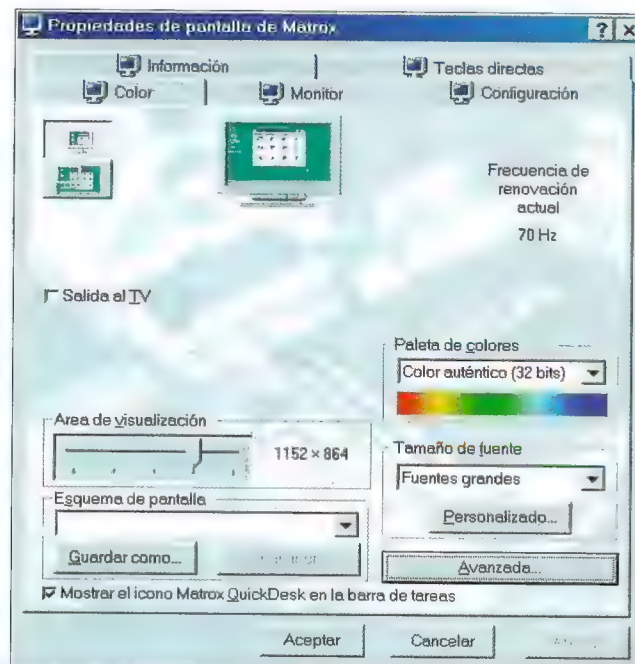 Propiedades de pantalla de Matrox
Información
Teclas directas
Color
Monitor
Configuración
Frecuencia de
renovación
actual
70 Hz
Salida al TV
Paleta de colores
Color auténtico (32 bits)
Area de visualización
1152 × 864
Tamaño de fuente
Fuentes grandes
Esquema de pantalla
Personalizado...
Guardar como...
Avanzada...
Mostrar el icono Matrox QuickDesk en la barra de tareas
Aceptar
Cancelar